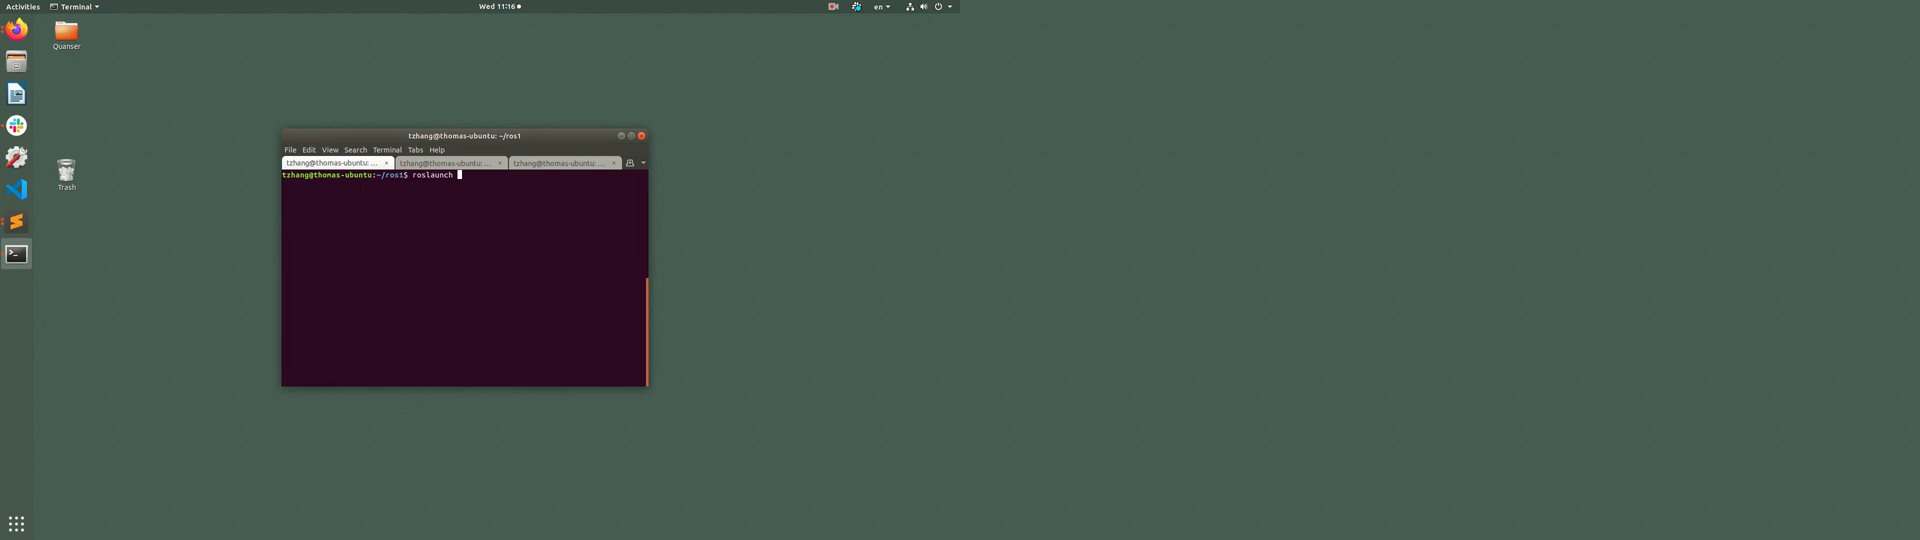 Activities Terminal Wed 11:16 en
Quanser
Trash
tzhang@thomas-ubuntu: ~/ros1
File Edit View Search Terminal Tabs Help
tzhang@thomas-ubuntu: ... × tzhang@thomas-ubuntu: ... × tzhang@thomas-ubuntu: ... ×
tzhang@thomas-ubuntu:~/ros1$ roslaunch